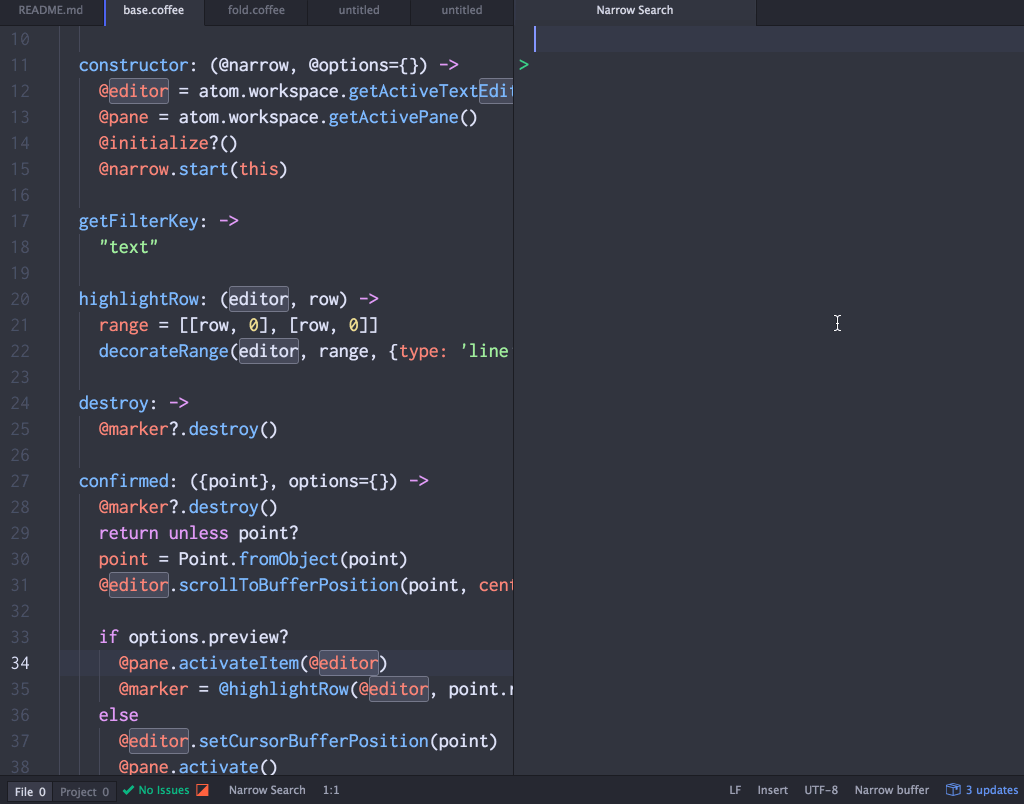 README.md base.coffee fold.coffee untitled untitled Narrow Search
10
11 constructor: (@narrow, @options={}) ->
12 @editor = atom.workspace.getActiveTextEdit
13 @pane = atom.workspace.getActivePane()
14 @initialize?()
15 @narrow.start(this)
16
17 getFilterKey: ->
18 "text"
19
20 highlightRow: (editor, row) ->
21 range = [[row, 0], [row, 0]]
22 decorateRange(editor, range, {type: 'line
23
24 destroy: ->
25 @marker?.destroy()
26
27 confirmed: ({point}, options={}) ->
28 @marker?.destroy()
29 return unless point?
30 point = Point.fromObject(point)
31 @editor.scrollToBufferPosition(point, cent
32
33 if options.preview?
34 @pane.activateItem(@editor)
35 @marker = @highlightRow(@editor, point.r
36 else
37 @editor.setCursorBufferPosition(point)
38 @pane.activate()
>
File 0 Project 0 No Issues Narrow Search 1:1 LF Insert UTF-8 Narrow buffer 3 updates